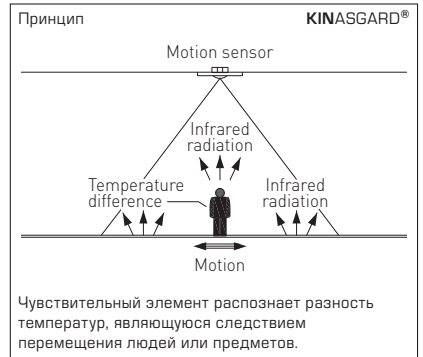 Принцип
KINASGARD®
Motion sensor
Infrared
radiation
Temperature
difference
Infrared
radiation
Motion
Чувствительный элемент распознает разность
температур, являющуюся следствием
перемещения людей или предметов.